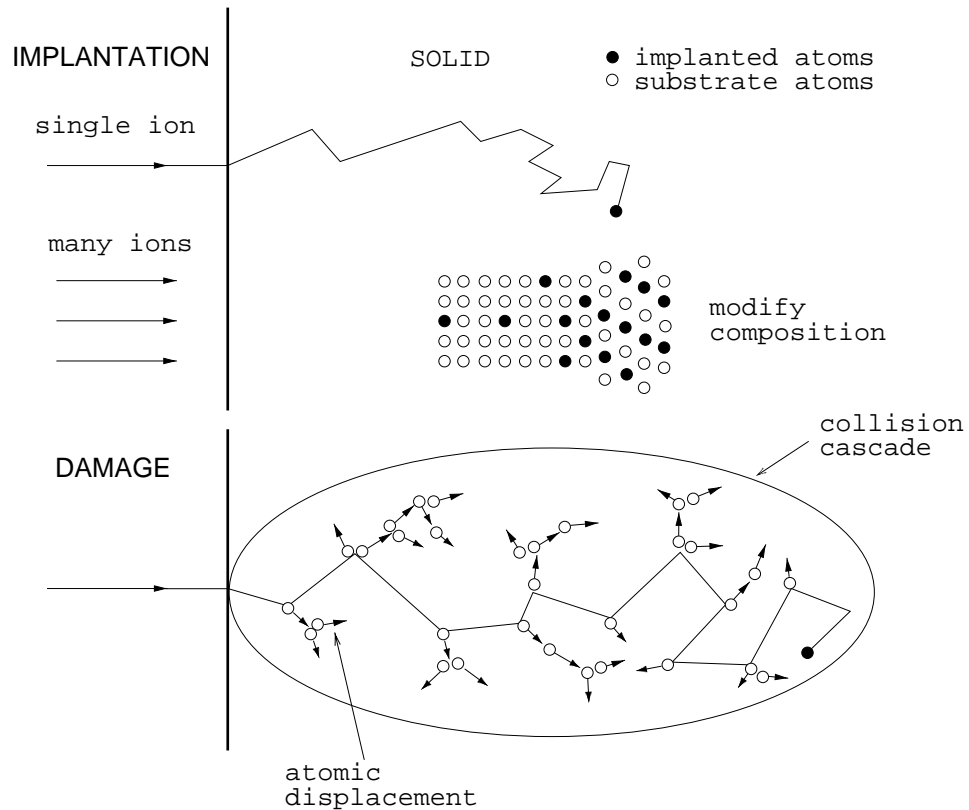 IMPLANTATION
SOLID
implanted atoms
substrate atoms
single ion
many ions
modify
composition
collision
cascade
DAMAGE
atomic
displacement